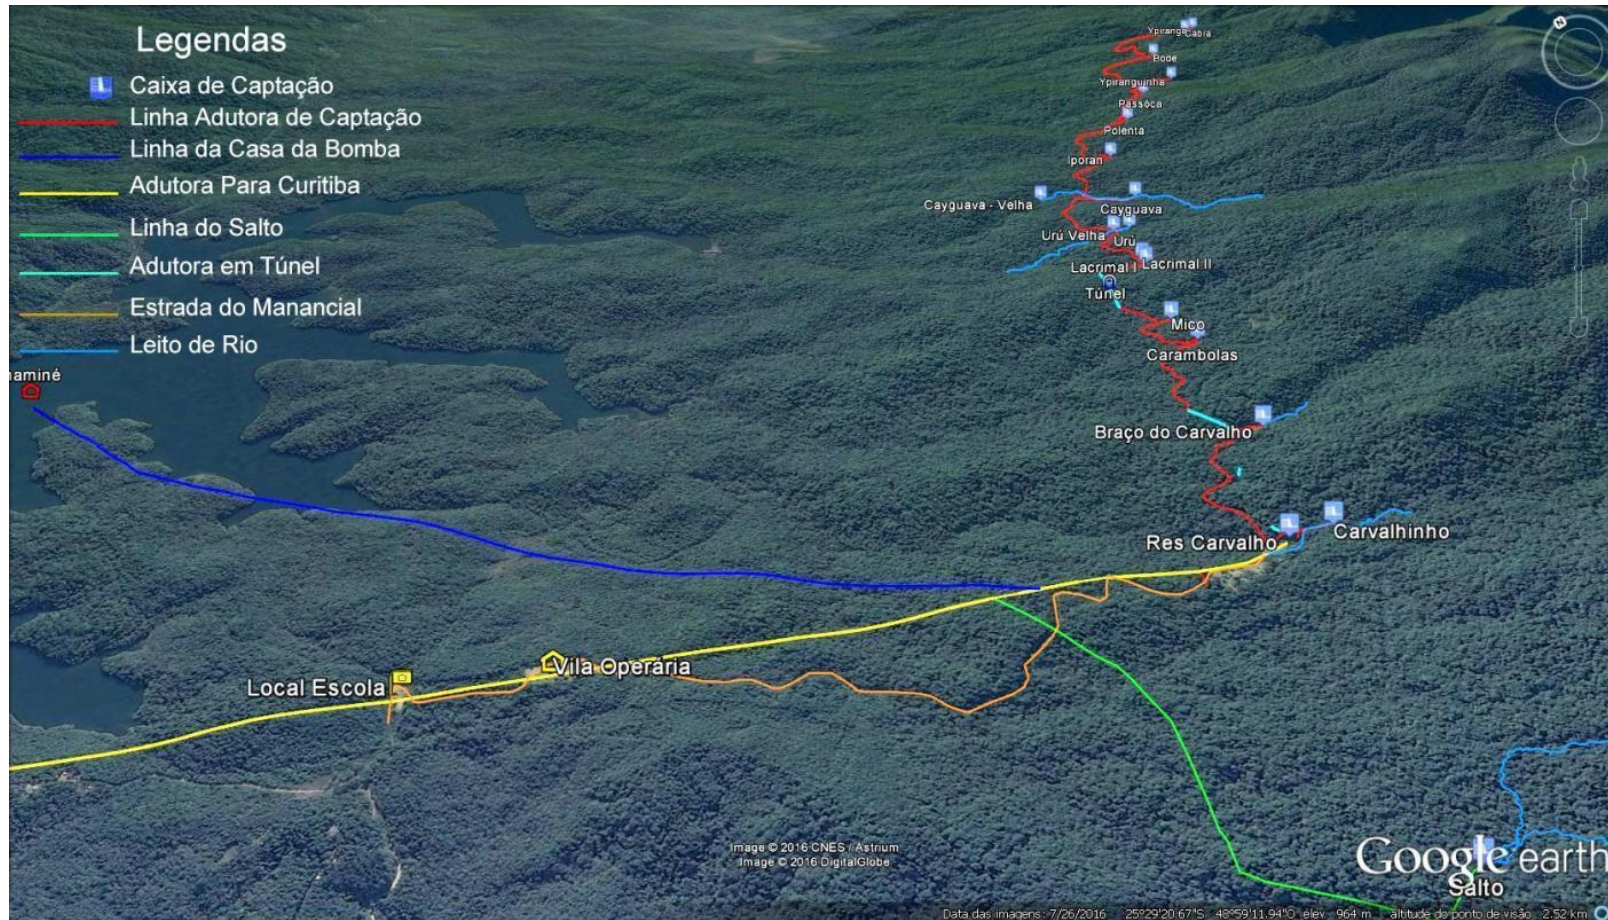 Legendas
Caixa de Captação
Linha Adutora de Captação
Linha da Casa da Bomba
Adutora Para Curitiba
Linha do Salto
Adutora em Túnel
Estrada do Manancial
Leito de Rio
haminé
Ypiranga
Cabra
Bode
Ypiranguinha
Passóca
Polenta
Iporan
Cayguava - Velha
Cayguava
Urú Velha
Urú
Lacrimal I
Lacrimal II
Túnel
Mico
Carambolas
Braço do Carvalho
Res Carvalho
Carvalhinho
Vila Operária
Local Escola
Image © 2016 CNES / Astrium
Image © 2016 DigitalGlobe
Google earth
Salto
Data das imagens: 7/26/2016 25°29'20.67"S 48°59'11.94"O elev 964 m altitude do ponto de visão 2.52 km